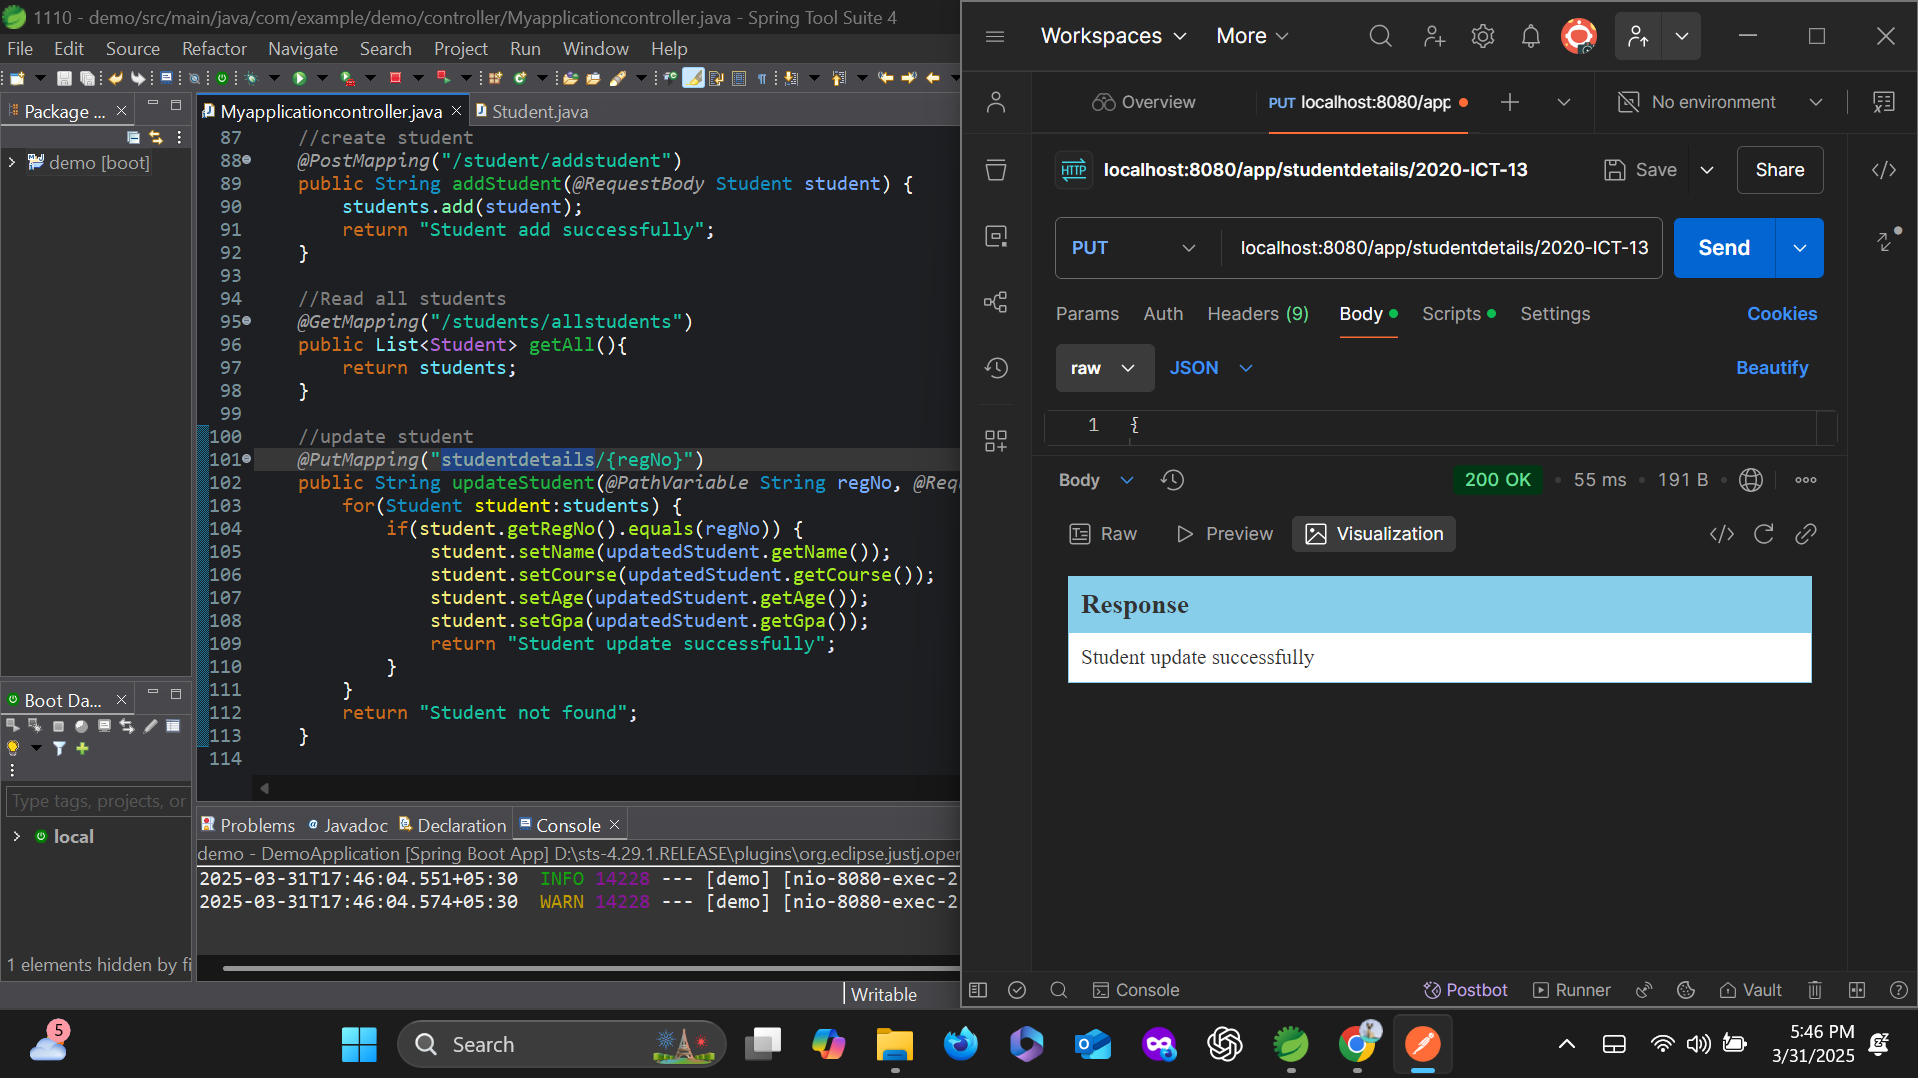 1110 - demo/src/main/java/com/example/demo/controller/Myapplicationcontroller.java - Spring Tool Suite 4
File Edit Source Refactor Navigate Search Project Run Window Help
Package ...
demo [boot]
Myapplicationcontroller.java
Student.java
87 //create student
88 @PostMapping("/student/addstudent")
89 public String addStudent(@RequestBody Student student) {
90 students.add(student);
91 return "Student add successfully";
92 }
93
94 //Read all students
95 @GetMapping("/students/allstudents")
96 public List<Student> getAll(){
97 return students;
98 }
99
100 //update student
101 @PutMapping("studentdetails/{regNo}")
102 public String updateStudent(@PathVariable String regNo, @Requ
103 for(Student student:students) {
104 if(student.getRegNo().equals(regNo)) {
105 student.setName(updatedStudent.getName());
106 student.setCourse(updatedStudent.getCourse());
107 student.setAge(updatedStudent.getAge());
108 student.setGpa(updatedStudent.getGpa());
109 return "Student update successfully";
110 }
111 }
112 return "Student not found";
113 }
114
Boot Da...
Type tags, projects, or
local
1 elements hidden by fi
Problems Javadoc Declaration Console
demo - DemoApplication [Spring Boot App] D:\sts-4.29.1.RELEASE\plugins\org.eclipse.justj.oper
2025-03-31T17:46:04.551+05:30 INFO 14228 --- [demo] [nio-8080-exec-2
2025-03-31T17:46:04.574+05:30 WARN 14228 --- [demo] [nio-8080-exec-2
Writable
Workspaces More
Overview
PUT localhost:8080/app
No environment
HTTP localhost:8080/app/studentdetails/2020-ICT-13
Save
Share
PUT
localhost:8080/app/studentdetails/2020-ICT-13
Send
Params Auth Headers (9) Body Scripts Settings Cookies
raw JSON Beautify
1 {
Body
200 OK • 55 ms • 191 B
Raw Preview Visualization
Response
Student update successfully
Console Postbot Runner Vault
5
Search
5:46 PM
3/31/2025